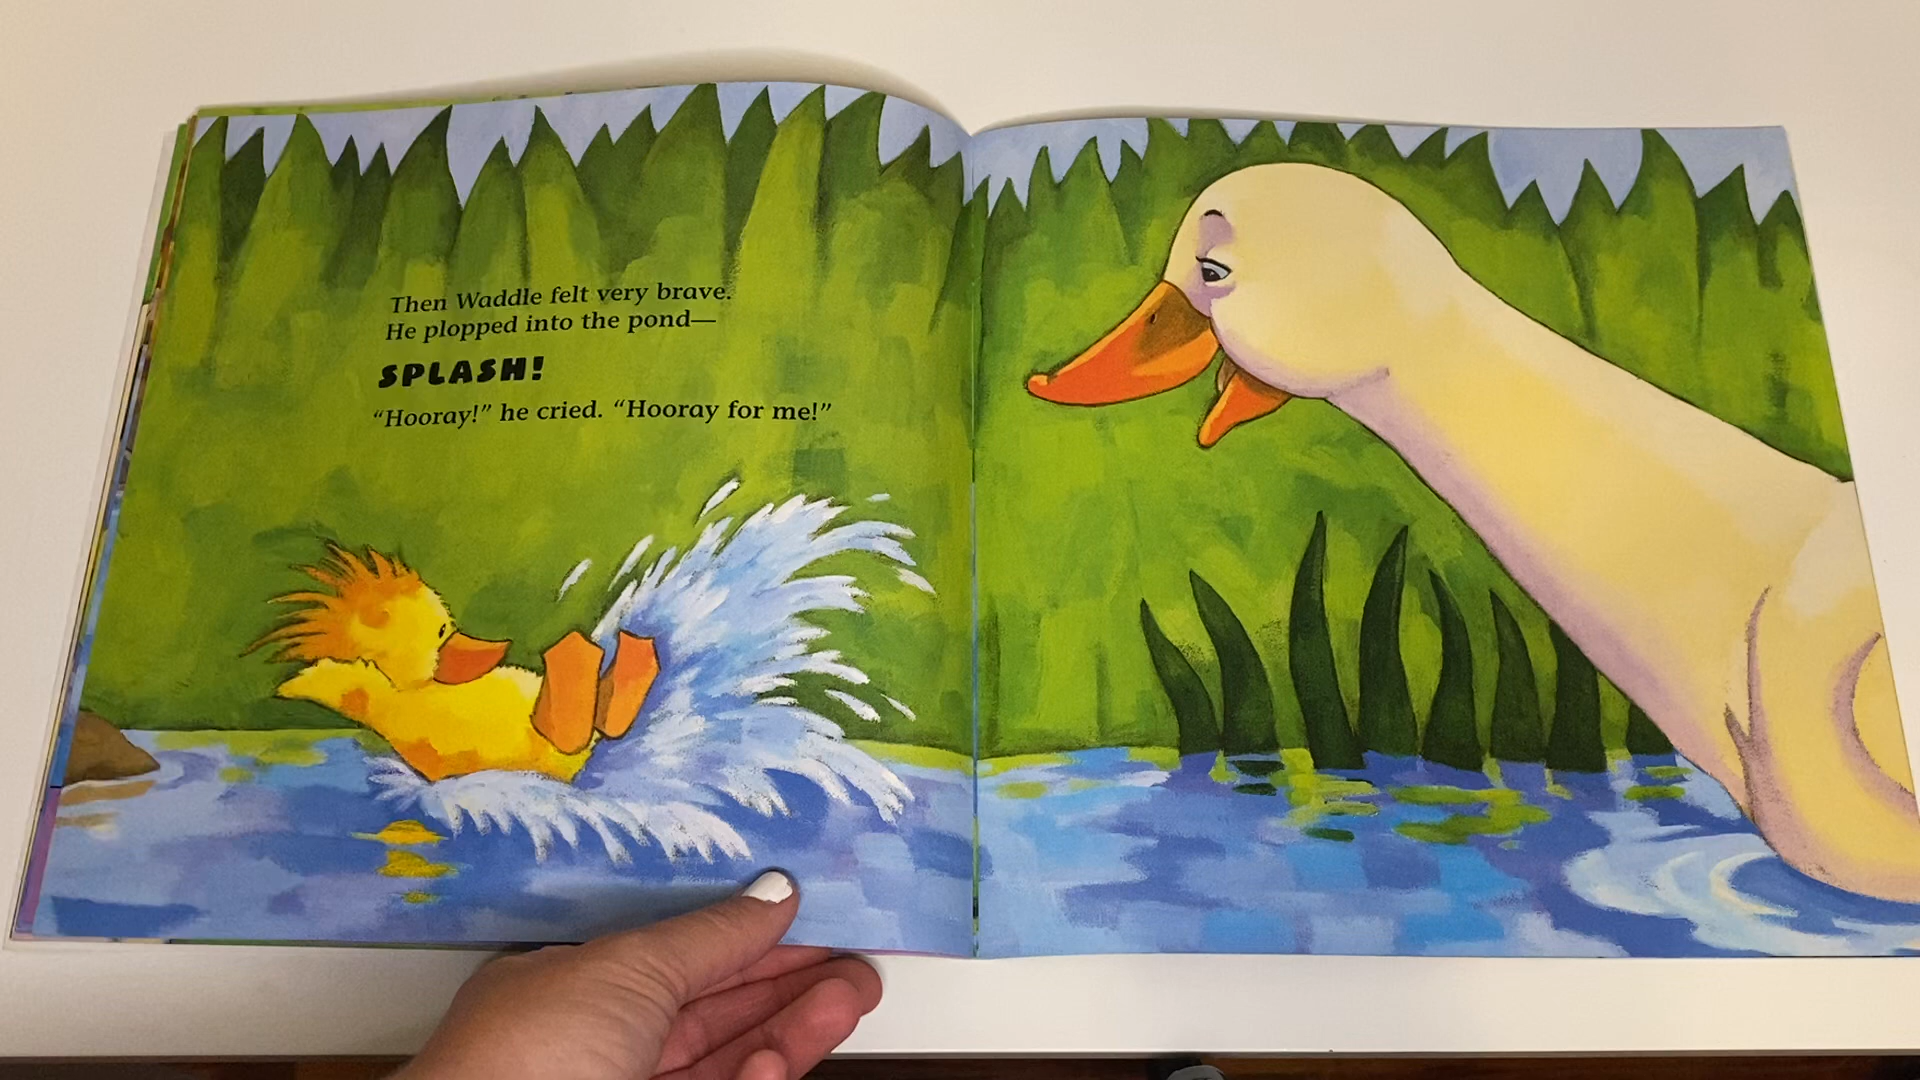 Then Waddle felt very brave.
He plopped into the pond—
SPLASH!
“Hooray!” he cried. “Hooray for me!”